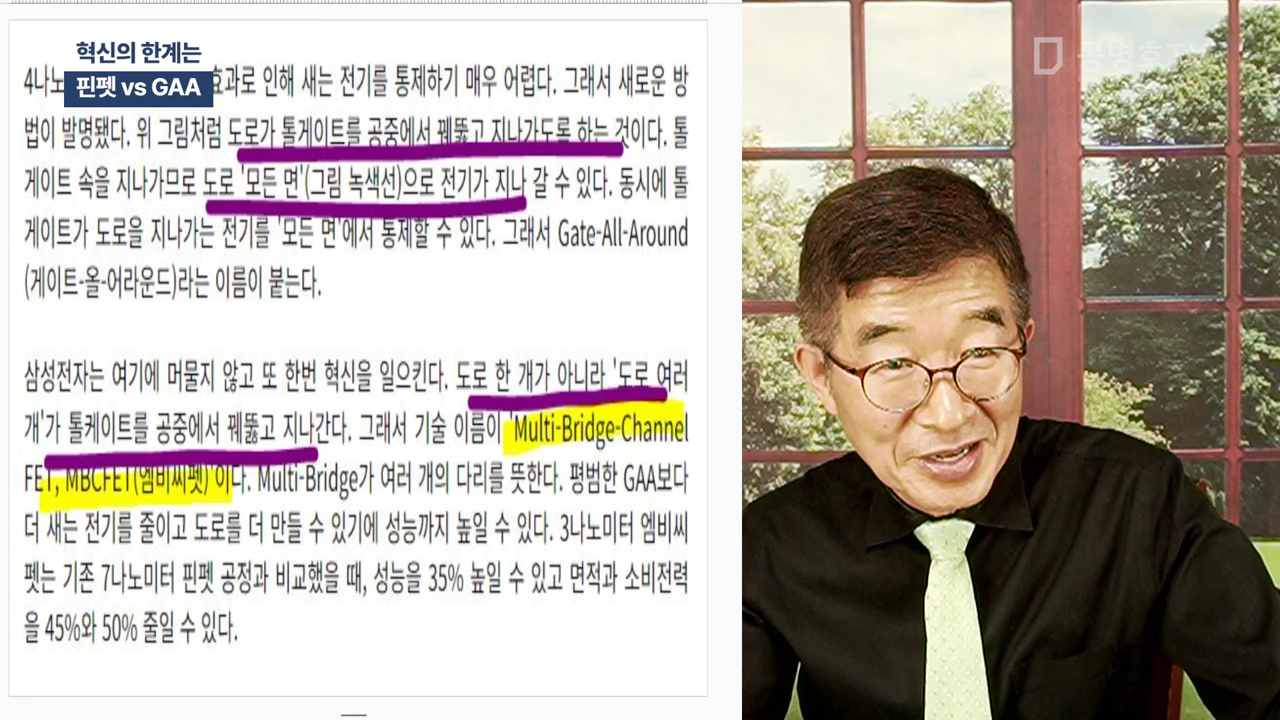 혁신의 한계는
핀펫 vs GAA
4나노 효과로 인해 새는 전기를 통제하기 매우 어렵다. 그래서 새로운 방
법이 발명됐다. 위 그림처럼 도로가 톨게이트를 공중에서 꿰뚫고 지나가도록 하는 것이다. 톨
게이트 속을 지나가므로 도로 '모든 면'(그림 녹색선)으로 전기가 지나 갈 수 있다. 동시에 톨
게이트가 도로을 지나가는 전기를 '모든 면'에서 통제할 수 있다. 그래서 Gate-All-Around
(게이트-올-어라운드)라는 이름이 붙는다.
삼성전자는 여기에 머물지 않고 또 한번 혁신을 일으킨다. 도로 한 개가 아니라 '도로 여러
개'가 톨케이트를 공중에서 꿰뚫고 지나간다. 그래서 기술 이름이 'Multi-Bridge-Channel
FET, MBCFET(엠비씨펫)'이다. Multi-Bridge가 여러 개의 다리를 뜻한다. 평범한 GAA보다
더 새는 전기를 줄이고 도로를 더 만들 수 있기에 성능까지 높일 수 있다. 3나노미터 엠비씨
펫는 기존 7나노미터 핀펫 공정과 비교했을 때, 성능을 35% 높일 수 있고 면적과 소비전력
을 45%와 50% 줄일 수 있다.
공병호TV